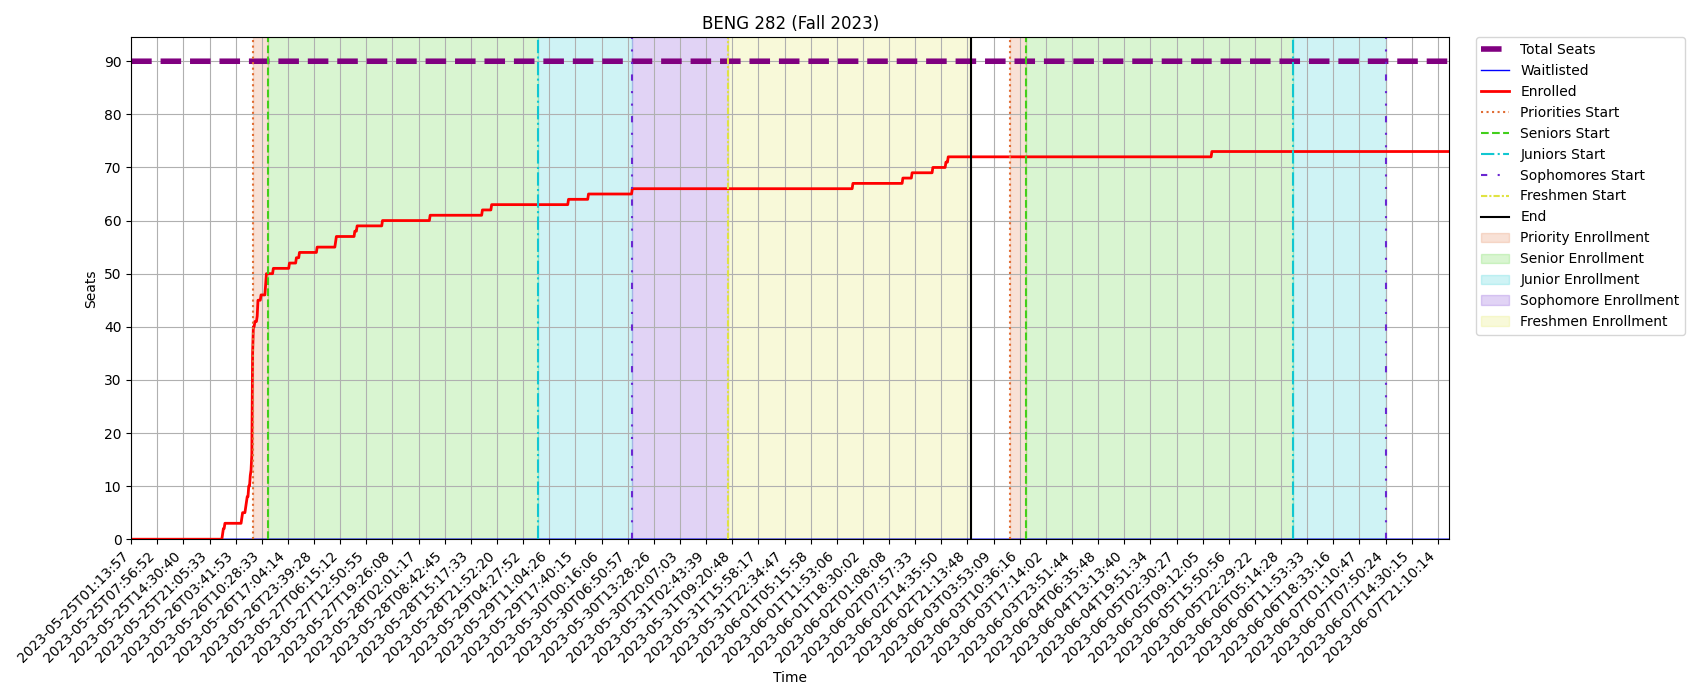 BENG 282 (Fall 2023)
90
80
70
60
50
40
30
20
10
0
Seats
2023-05-25T01:13:57
2023-05-25T07:56:52
2023-05-25T14:30:40
2023-05-25T21:05:33
2023-05-26T03:41:53
2023-05-26T10:28:33
2023-05-26T17:04:14
2023-05-26T23:39:28
2023-05-27T06:15:12
2023-05-27T12:50:55
2023-05-27T19:26:08
2023-05-28T02:01:17
2023-05-28T08:42:45
2023-05-28T15:17:33
2023-05-28T21:52:20
2023-05-29T04:27:52
2023-05-29T11:04:26
2023-05-29T17:40:15
2023-05-30T00:16:06
2023-05-30T06:50:57
2023-05-30T13:28:26
2023-05-30T20:07:03
2023-05-31T02:43:39
2023-05-31T09:20:48
2023-05-31T15:58:17
2023-05-31T22:34:47
2023-06-01T05:15:58
2023-06-01T11:53:06
2023-06-01T18:30:02
2023-06-02T01:08:08
2023-06-02T07:57:33
2023-06-02T14:35:50
2023-06-02T21:13:48
2023-06-03T03:53:09
2023-06-03T10:36:16
2023-06-03T17:14:02
2023-06-03T23:51:44
2023-06-04T06:35:48
2023-06-04T13:13:40
2023-06-04T19:51:34
2023-06-05T02:30:27
2023-06-05T09:12:05
2023-06-05T15:50:56
2023-06-05T22:29:22
2023-06-06T05:14:28
2023-06-06T11:53:33
2023-06-06T18:33:16
2023-06-07T01:10:47
2023-06-07T07:50:24
2023-06-07T14:30:15
2023-06-07T21:10:14
Time
Total Seats
Waitlisted
Enrolled
Priorities Start
Seniors Start
Juniors Start
Sophomores Start
Freshmen Start
End
Priority Enrollment
Senior Enrollment
Junior Enrollment
Sophomore Enrollment
Freshmen Enrollment